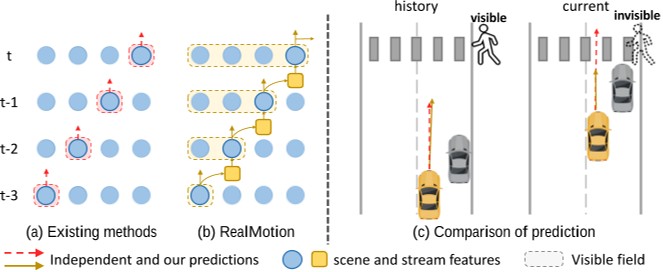 history
current
visible
invisible
t
t-1
t-2
t-3
(a) Existing methods
(b) RealMotion
(c) Comparison of prediction
Independent and our predictions
scene and stream features
Visible field